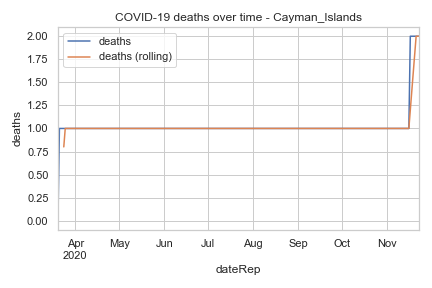 COVID-19 deaths over time - Cayman_Islands
deaths
deaths (rolling)
2.00
1.75
1.50
1.25
1.00
0.75
0.50
0.25
0.00
deaths
Apr May Jun Jul Aug Sep Oct Nov
2020
dateRep